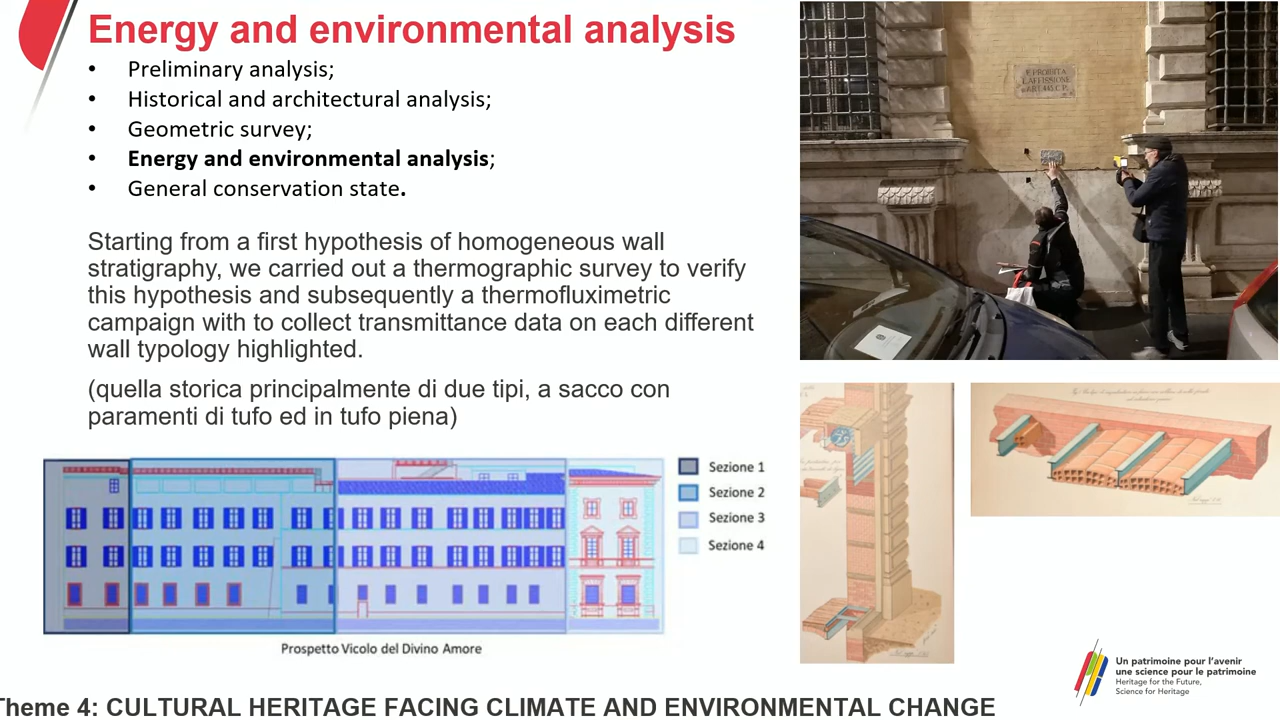 Energy and environmental analysis
• Preliminary analysis;
• Historical and architectural analysis;
• Geometric survey;
• Energy and environmental analysis;
• General conservation state.
Starting from a first hypothesis of homogeneous wall
stratigraphy, we carried out a thermographic survey to verify
this hypothesis and subsequently a thermofluximetric
campaign with to collect transmittance data on each different
wall typology highlighted.
(quella storica principalmente di due tipi, a sacco con
paramenti di tufo ed in tufo piena)
È PROIBITA
L'AFFISSIONE
Sezione 1
Sezione 2
Sezione 3
Sezione 4
Prospetto Vicolo del Divino Amore
Un patrimoine pour l'avenir
une science pour le patrimoine
Heritage for the Future,
Science for Heritage
Theme 4: CULTURAL HERITAGE FACING CLIMATE AND ENVIRONMENTAL CHANGE